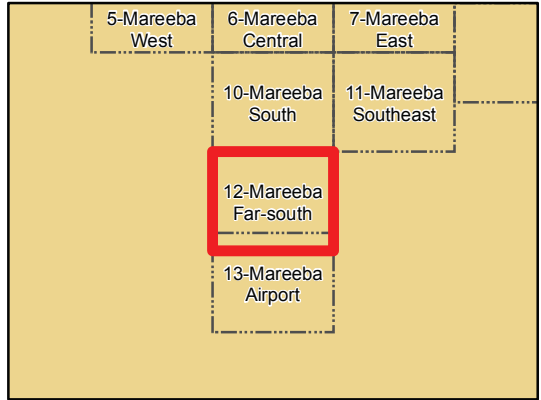 5-Mareeba
West
6-Mareeba
Central
7-Mareeba
East
10-Mareeba
South
11-Mareeba
Southeast
12-Mareeba
Far-south
13-Mareeba
Airport